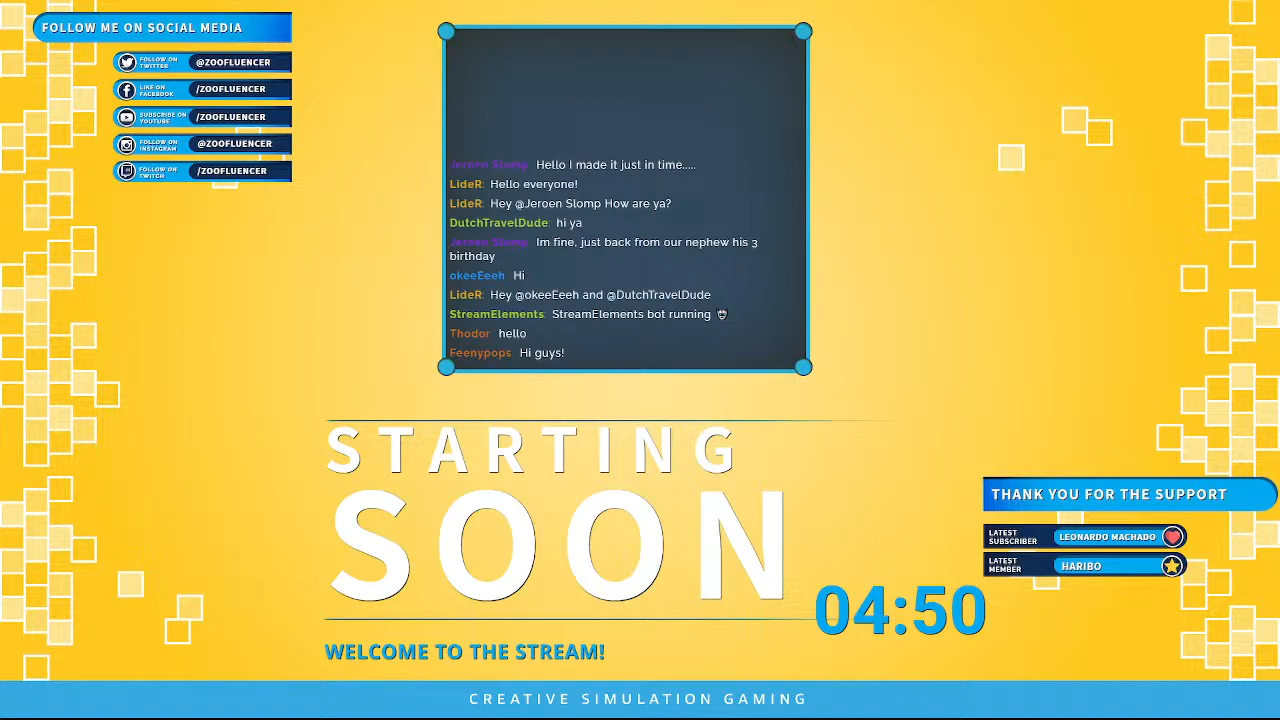 FOLLOW ME ON SOCIAL MEDIA
FOLLOW ON
TWITTER
@ZOOFLUENCER
LIKE ON
FACEBOOK
/ZOOFLUENCER
SUBSCRIBE ON
YOUTUBE
/ZOOFLUENCER
FOLLOW ON
INSTAGRAM
@ZOOFLUENCER
FOLLOW ON
TWITCH
/ZOOFLUENCER
Jeroen Slomp: Hello I made it just in time.....
LideR: Hello everyone!
LideR: Hey @Jeroen Slomp How are ya?
DutchTravelDude: hi ya
Jeroen Slomp: Im fine, just back from our nephew his 3
birthday
okeeEeeh: Hi
LideR: Hey @okeeEeeh and @DutchTravelDude
StreamElements: StreamElements bot running
Thodor: hello
Feenypops: Hi guys!
STARTING
SOON
04:50
WELCOME TO THE STREAM!
THANK YOU FOR THE SUPPORT
LATEST
SUBSCRIBER
LEONARDO MACHADO
LATEST
MEMBER
HARIBO
CREATIVE SIMULATION GAMING